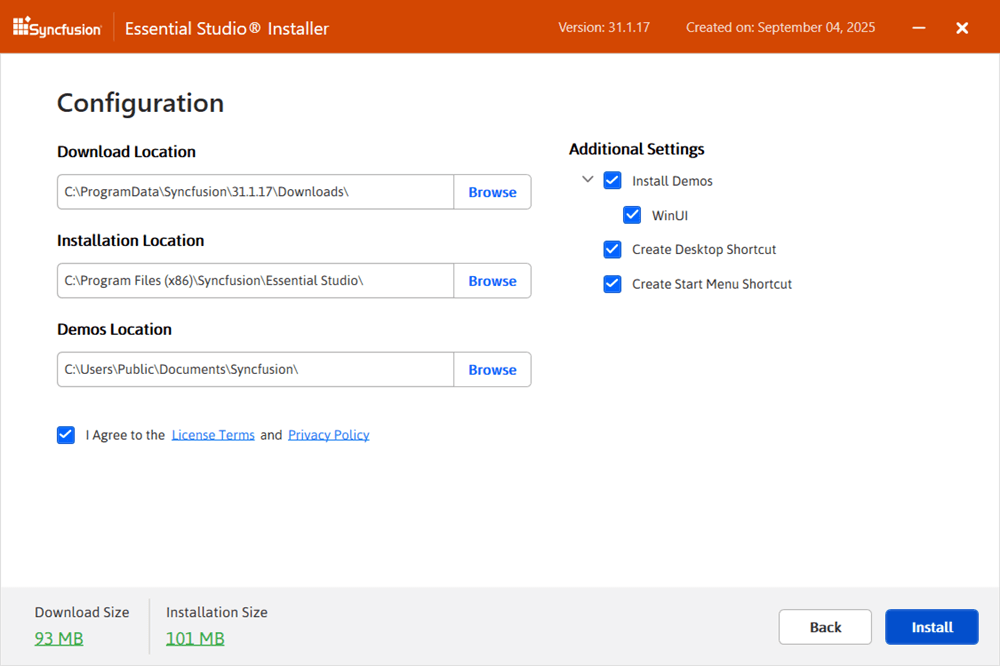 Syncfusion
Essential Studio® Installer
Version: 31.1.17
Created on: September 04, 2025
Configuration
Download Location
C:\ProgramData\Syncfusion\31.1.17\Downloads\
Browse
Installation Location
C:\Program Files (x86)\Syncfusion\Essential Studio\
Browse
Demos Location
C:\Users\Public\Documents\Syncfusion\
Browse
I Agree to the License Terms and Privacy Policy
Additional Settings
Install Demos
WinUI
Create Desktop Shortcut
Create Start Menu Shortcut
Download Size
93 MB
Installation Size
101 MB
Back
Install